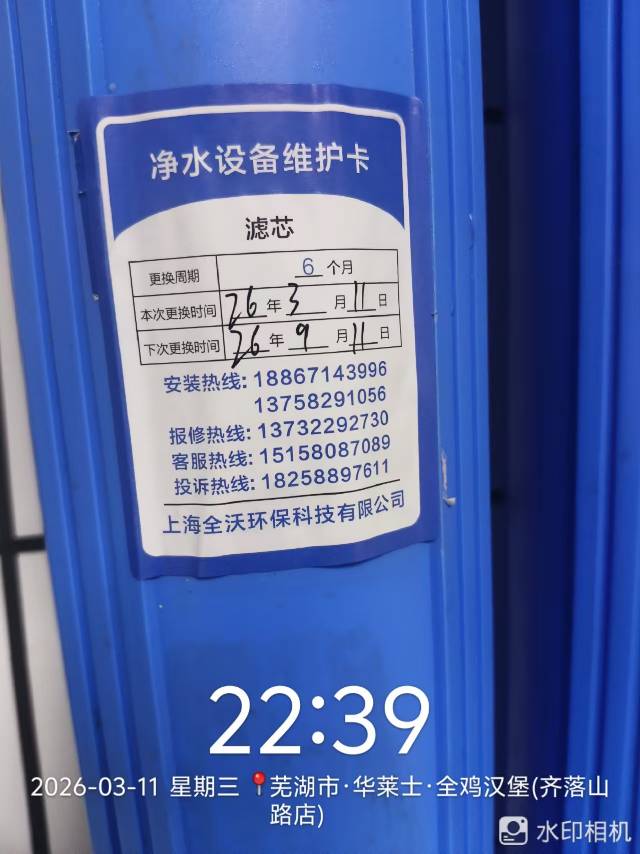 净水设备维护卡
滤芯
更换周期 6 个月
本次更换时间 26年 3 月 11 日
下次更换时间 26年 9 月 11 日
安装热线: 18867143996
13758291056
报修热线: 13732292730
客服热线: 15158087089
投诉热线: 18258897611
上海全沃环保科技有限公司
22:39
2026-03-11 星期三 芜湖市·华莱士·全鸡汉堡(齐落山
路店)
水印相机